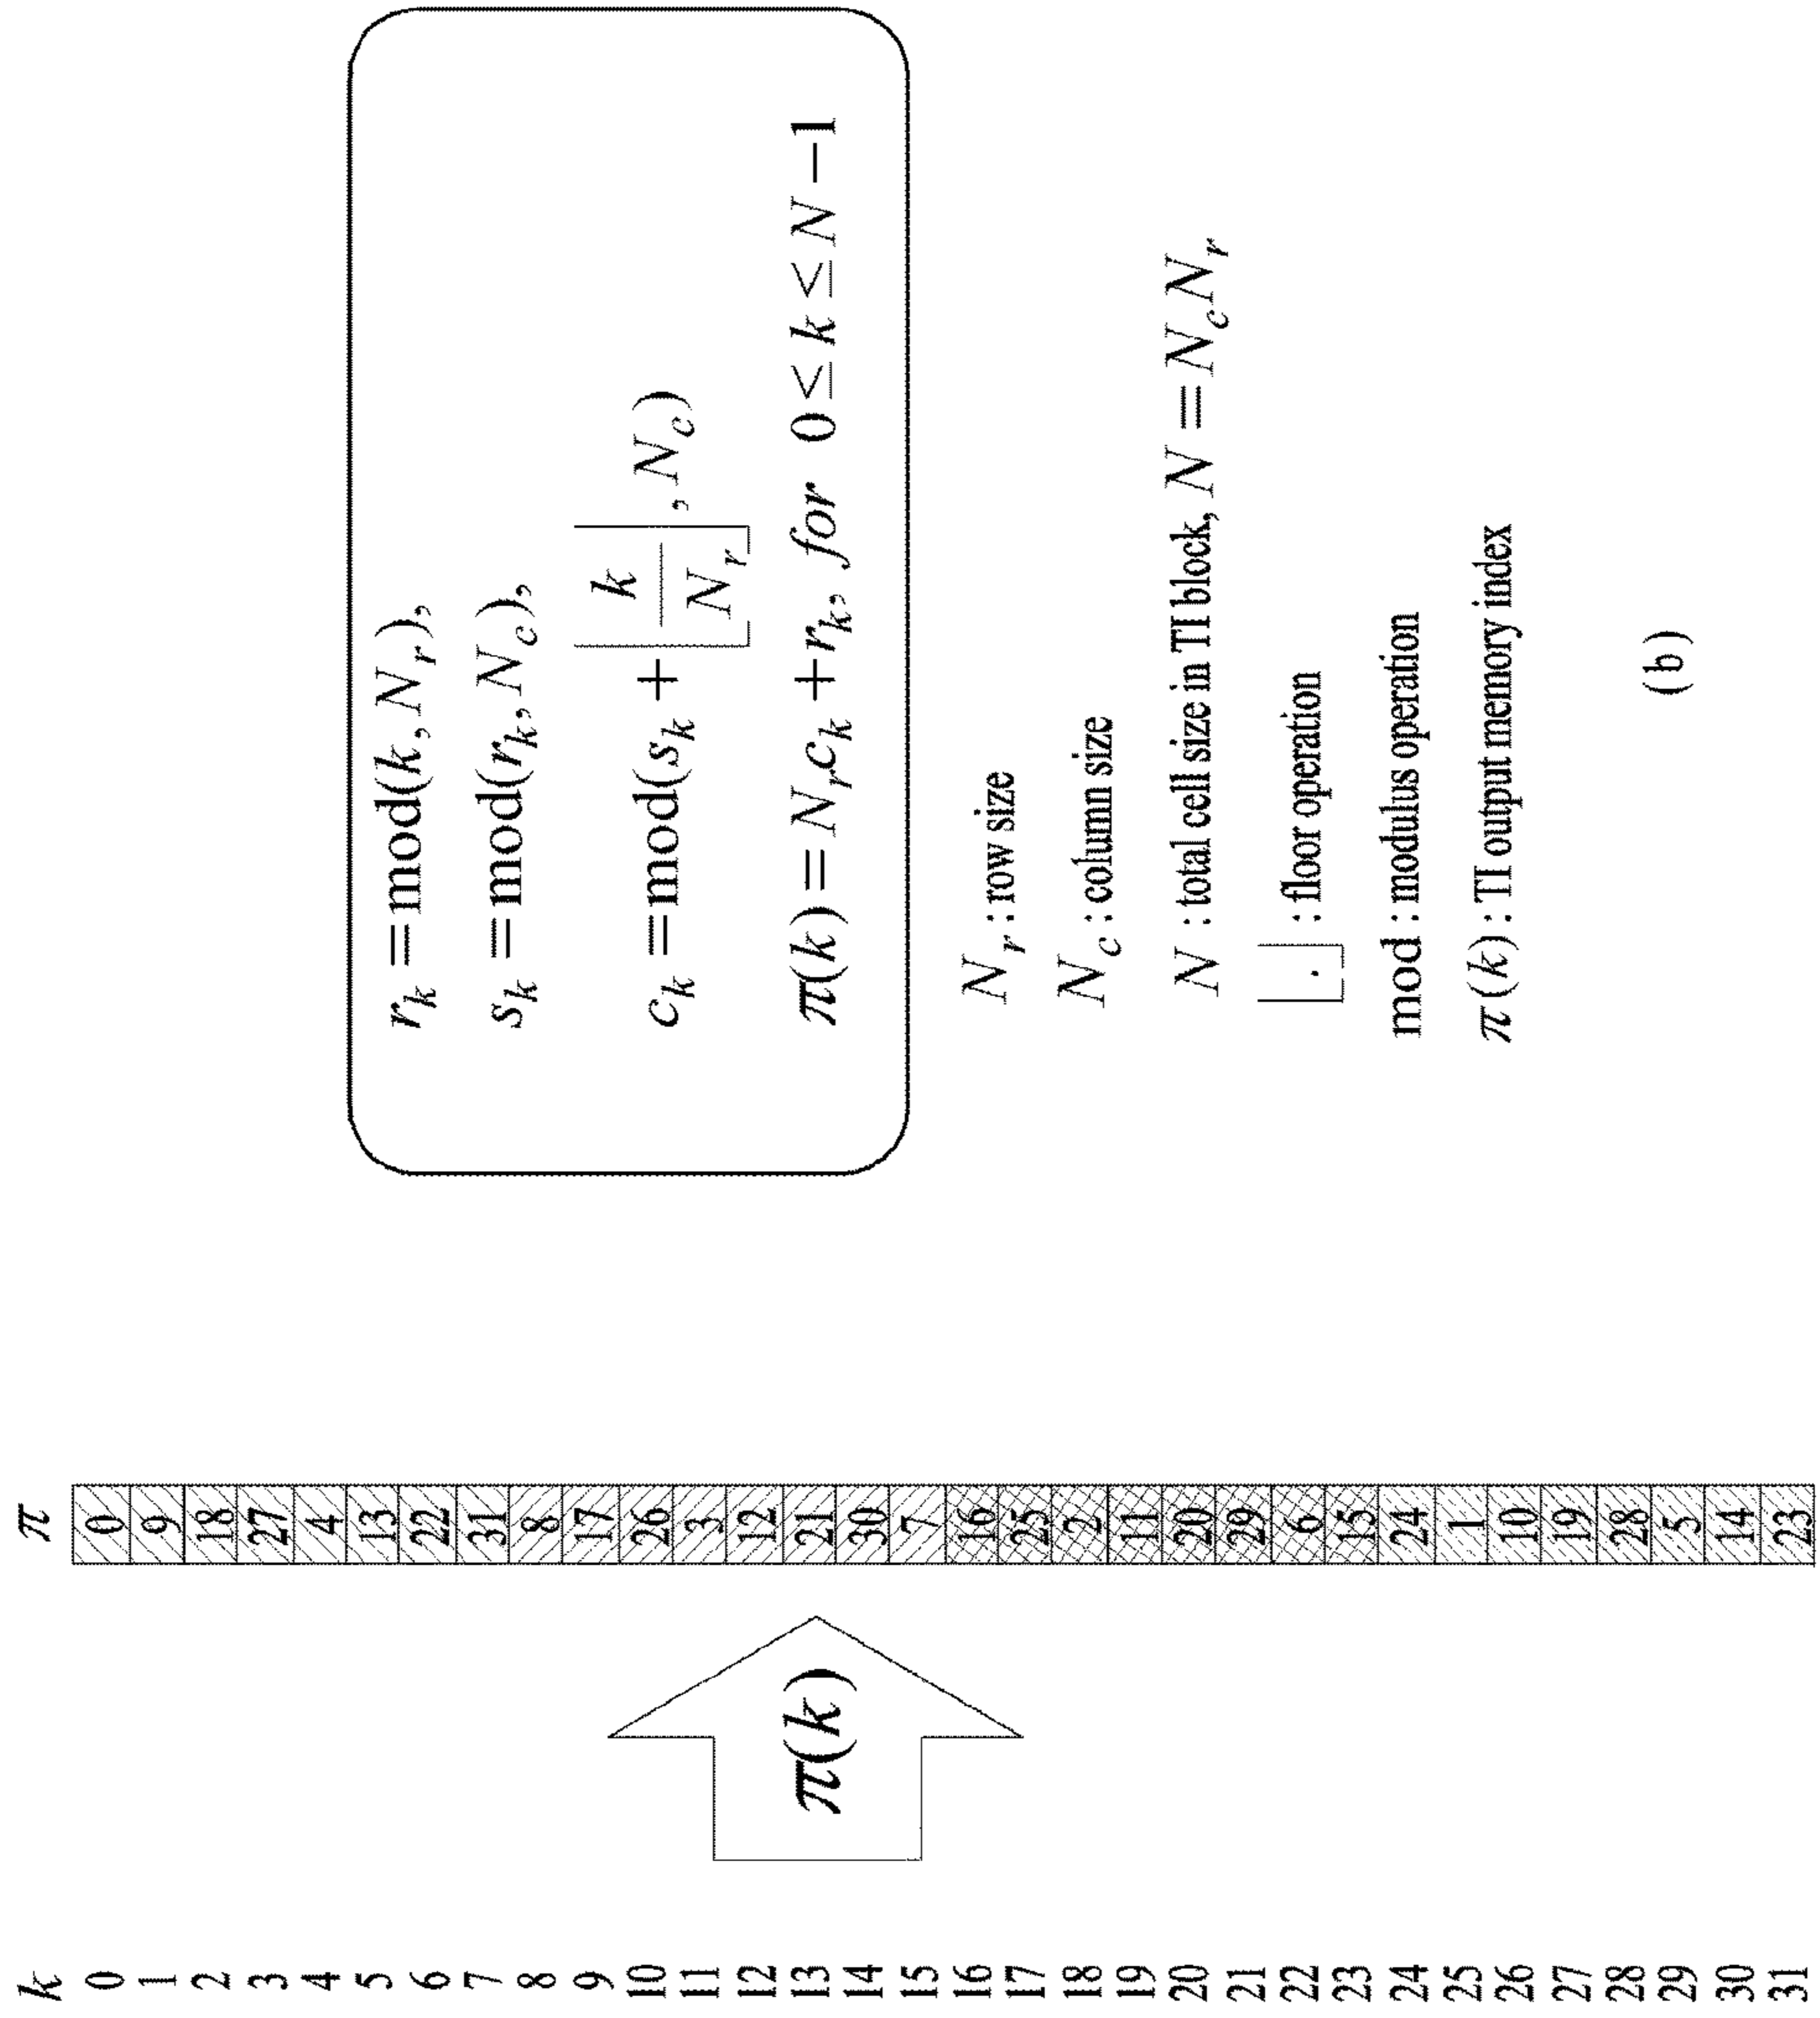 k 0 1 2 3 4 5 6 7 8 9 10 11 12 13 14 15 16 17 18 19 20 21 22 23 24 25 26 27 28 29 30 31
π(k)
π 0 9 18 27 4 13 22 31 8 17 26 3 12 21 30 7 16 25 2 11 20 29 6 15 24 1 10 19 28 5 14 23
r_k = mod(k, N_r),
s_k = mod(r_k, N_c),
c_k = mod(s_k + ⌊k/N_r⌋, N_c)
π(k) = N_r c_k + r_k, for 0 ≤ k ≤ N − 1
N_r : row size
N_c : column size
N : total cell size in TI block, N = N_c N_r
⌊·⌋ : floor operation
mod : modulus operation
π(k) : TI output memory index
(b)